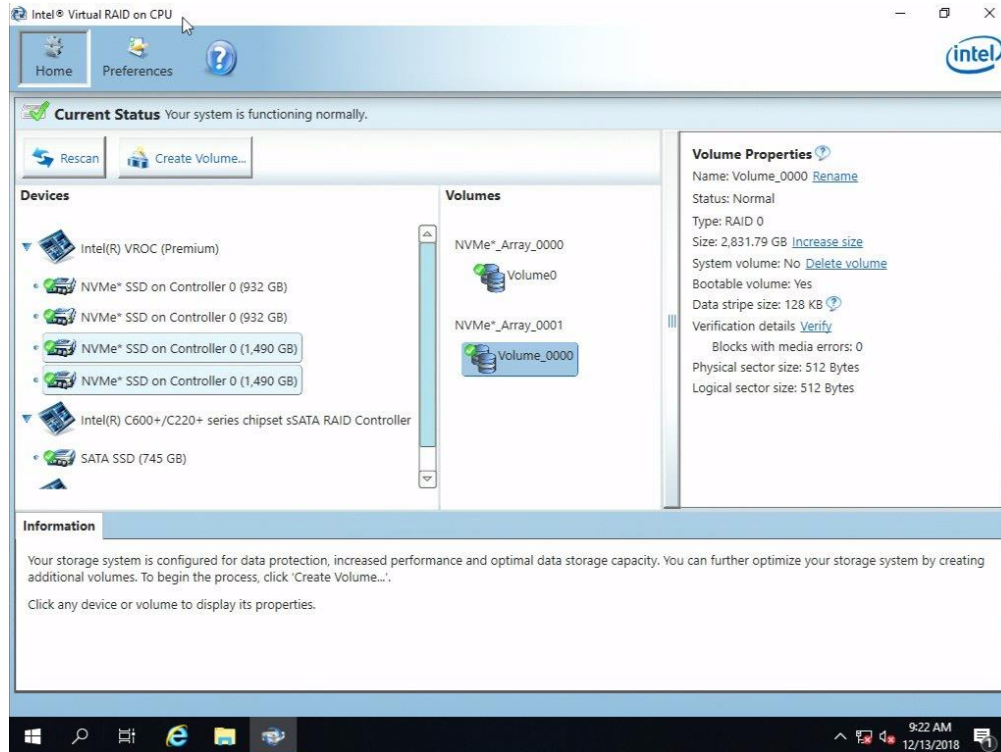 Intel® Virtual RAID on CPU
Home
Preferences
?
intel
Current Status Your system is functioning normally.
Rescan
Create Volume...
Devices
Intel(R) VROC (Premium)
NVMe* SSD on Controller 0 (932 GB)
NVMe* SSD on Controller 0 (932 GB)
NVMe* SSD on Controller 0 (1,490 GB)
NVMe* SSD on Controller 0 (1,490 GB)
Intel(R) C600+/C220+ series chipset sSATA RAID Controller
SATA SSD (745 GB)
Volumes
NVMe*_Array_0000
Volume0
NVMe*_Array_0001
Volume_0000
Volume Properties ?
Name: Volume_0000 Rename
Status: Normal
Type: RAID 0
Size: 2,831.79 GB Increase size
System volume: No Delete volume
Bootable volume: Yes
Data stripe size: 128 KB ?
Verification details Verify
Blocks with media errors: 0
Physical sector size: 512 Bytes
Logical sector size: 512 Bytes
Information
Your storage system is configured for data protection, increased performance and optimal data storage capacity. You can further optimize your storage system by creating
additional volumes. To begin the process, click 'Create Volume...'.
Click any device or volume to display its properties.
9:22 AM
12/13/2018
1